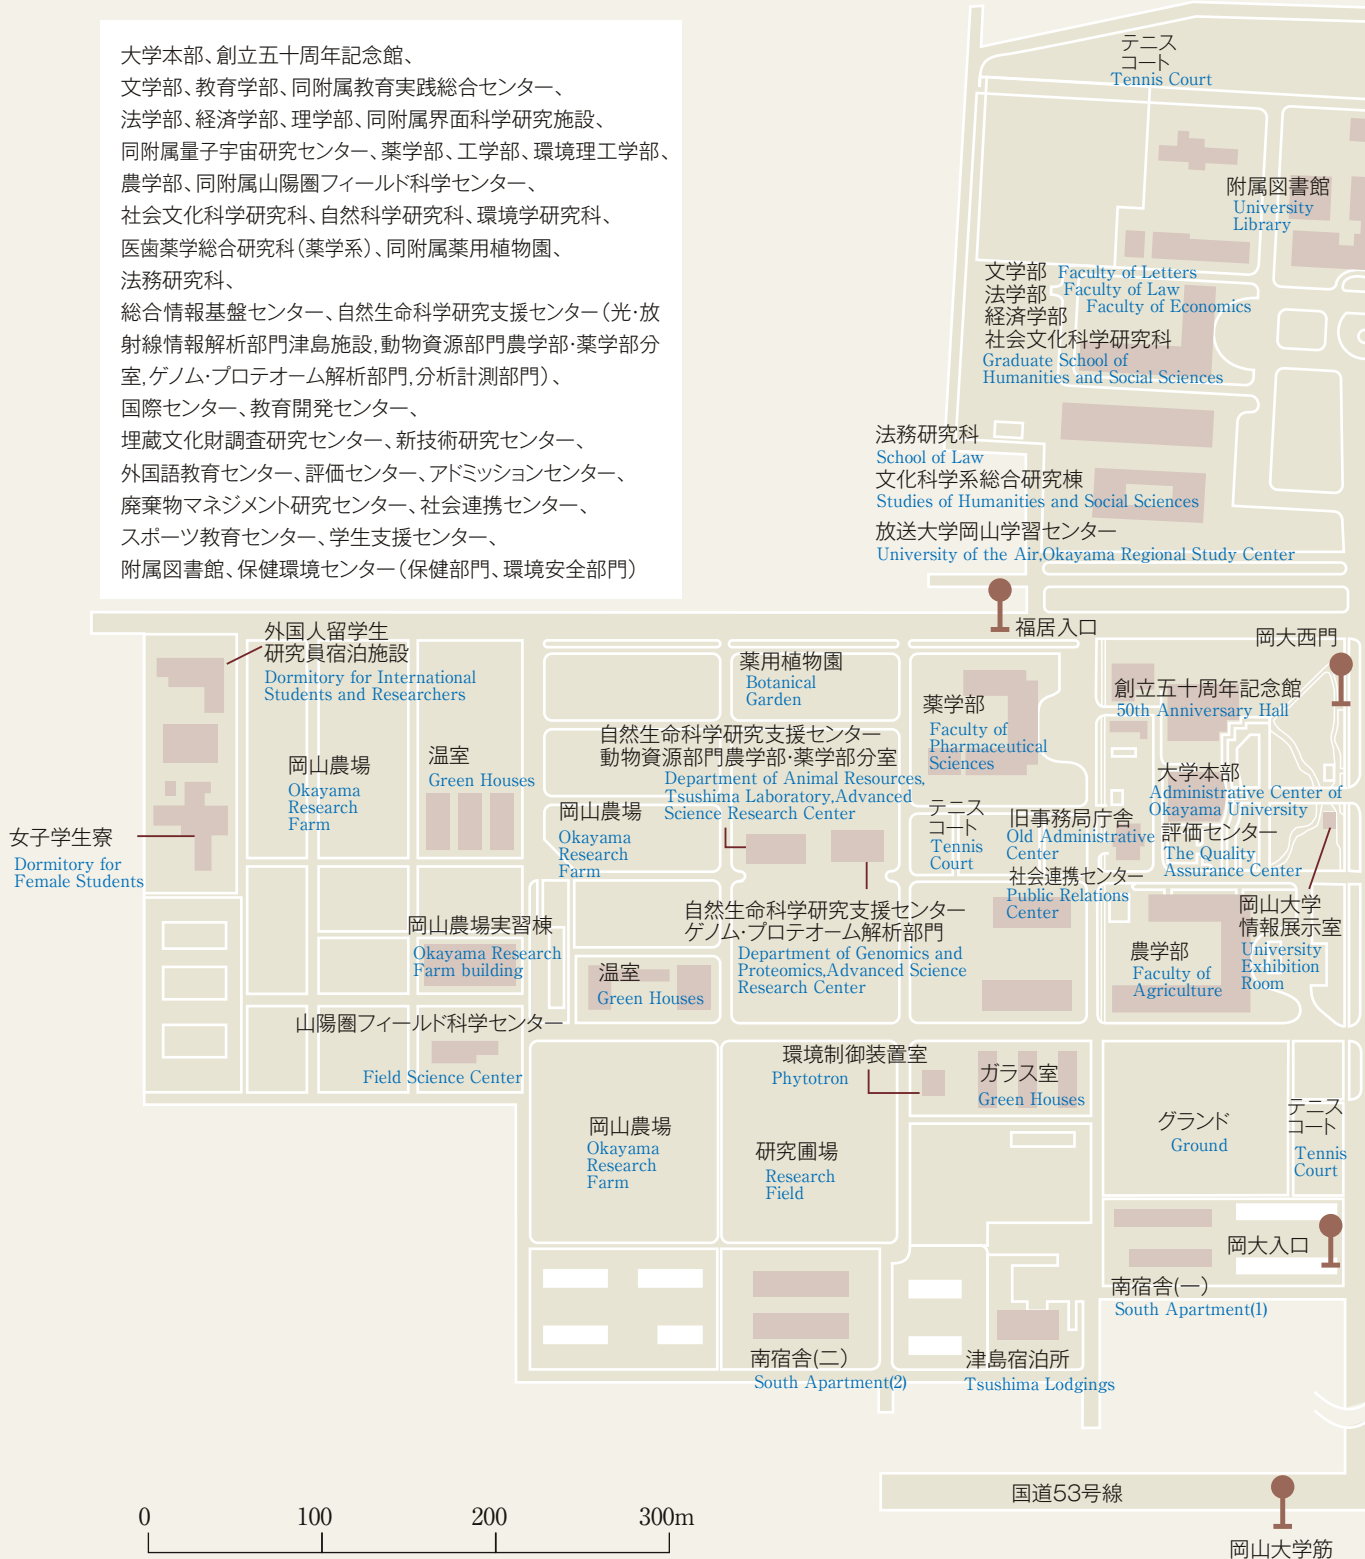 大学本部、創立五十周年記念館、
文学部、教育学部、同附属教育実践総合センター、
法学部、経済学部、理学部、同附属界面科学研究施設、
同附属量子宇宙研究センター、薬学部、工学部、環境理工学部、
農学部、同附属山陽圏フィールド科学センター、
社会文化科学研究科、自然科学研究科、環境学研究科、
医歯薬学総合研究科（薬学系）、同附属薬用植物園、
法務研究科、
総合情報基盤センター、自然生命科学研究支援センター（光・放
射線情報解析部門津島施設,動物資源部門農学部・薬学部分
室,ゲノム・プロテオーム解析部門,分析計測部門）、
国際センター、教育開発センター、
埋蔵文化財調査研究センター、新技術研究センター、
外国語教育センター、評価センター、アドミッションセンター、
廃棄物マネジメント研究センター、社会連携センター、
スポーツ教育センター、学生支援センター、
附属図書館、保健環境センター（保健部門、環境安全部門）
テニス
コート
Tennis Court
附属図書館
University
Library
文学部 Faculty of Letters
法学部 Faculty of Law
経済学部 Faculty of Economics
社会文化科学研究科
Graduate School of
Humanities and Social Sciences
法務研究科
School of Law
文化科学系総合研究棟
Studies of Humanities and Social Sciences
放送大学岡山学習センター
University of the Air,Okayama Regional Study Center
福居入口
岡大西門
外国人留学生
研究員宿泊施設
Dormitory for International
Students and Researchers
薬用植物園
Botanical
Garden
薬学部
Faculty of
Pharmaceutical
Sciences
創立五十周年記念館
50th Anniversary Hall
自然生命科学研究支援センター
動物資源部門農学部・薬学部分室
Department of Animal Resources,
Tsushima Laboratory,Advanced
Science Research Center
温室
Green Houses
岡山農場
Okayama
Research
Farm
大学本部
Administrative Center of
Okayama University
岡山農場
Okayama
Research
Farm
テニス
コート
Tennis
Court
旧事務局庁舎
Old Administrative
Center
評価センター
The Quality
Assurance Center
女子学生寮
Dormitory for
Female Students
社会連携センター
Public Relations
Center
岡山大学
情報展示室
University
Exhibition
Room
自然生命科学研究支援センター
ゲノム・プロテオーム解析部門
Department of Genomics and
Proteomics,Advanced Science
Research Center
岡山農場実習棟
Okayama Research
Farm building
農学部
Faculty of
Agriculture
温室
Green Houses
山陽圏フィールド科学センター
Field Science Center
環境制御装置室
Phytotron
ガラス室
Green Houses
岡山農場
Okayama
Research
Farm
研究圃場
Research
Field
グランド
Ground
テニス
コート
Tennis
Court
岡大入口
南宿舎(一)
South Apartment(1)
南宿舎(二)
South Apartment(2)
津島宿泊所
Tsushima Lodgings
国道53号線
岡山大学筋
0 100 200 300m